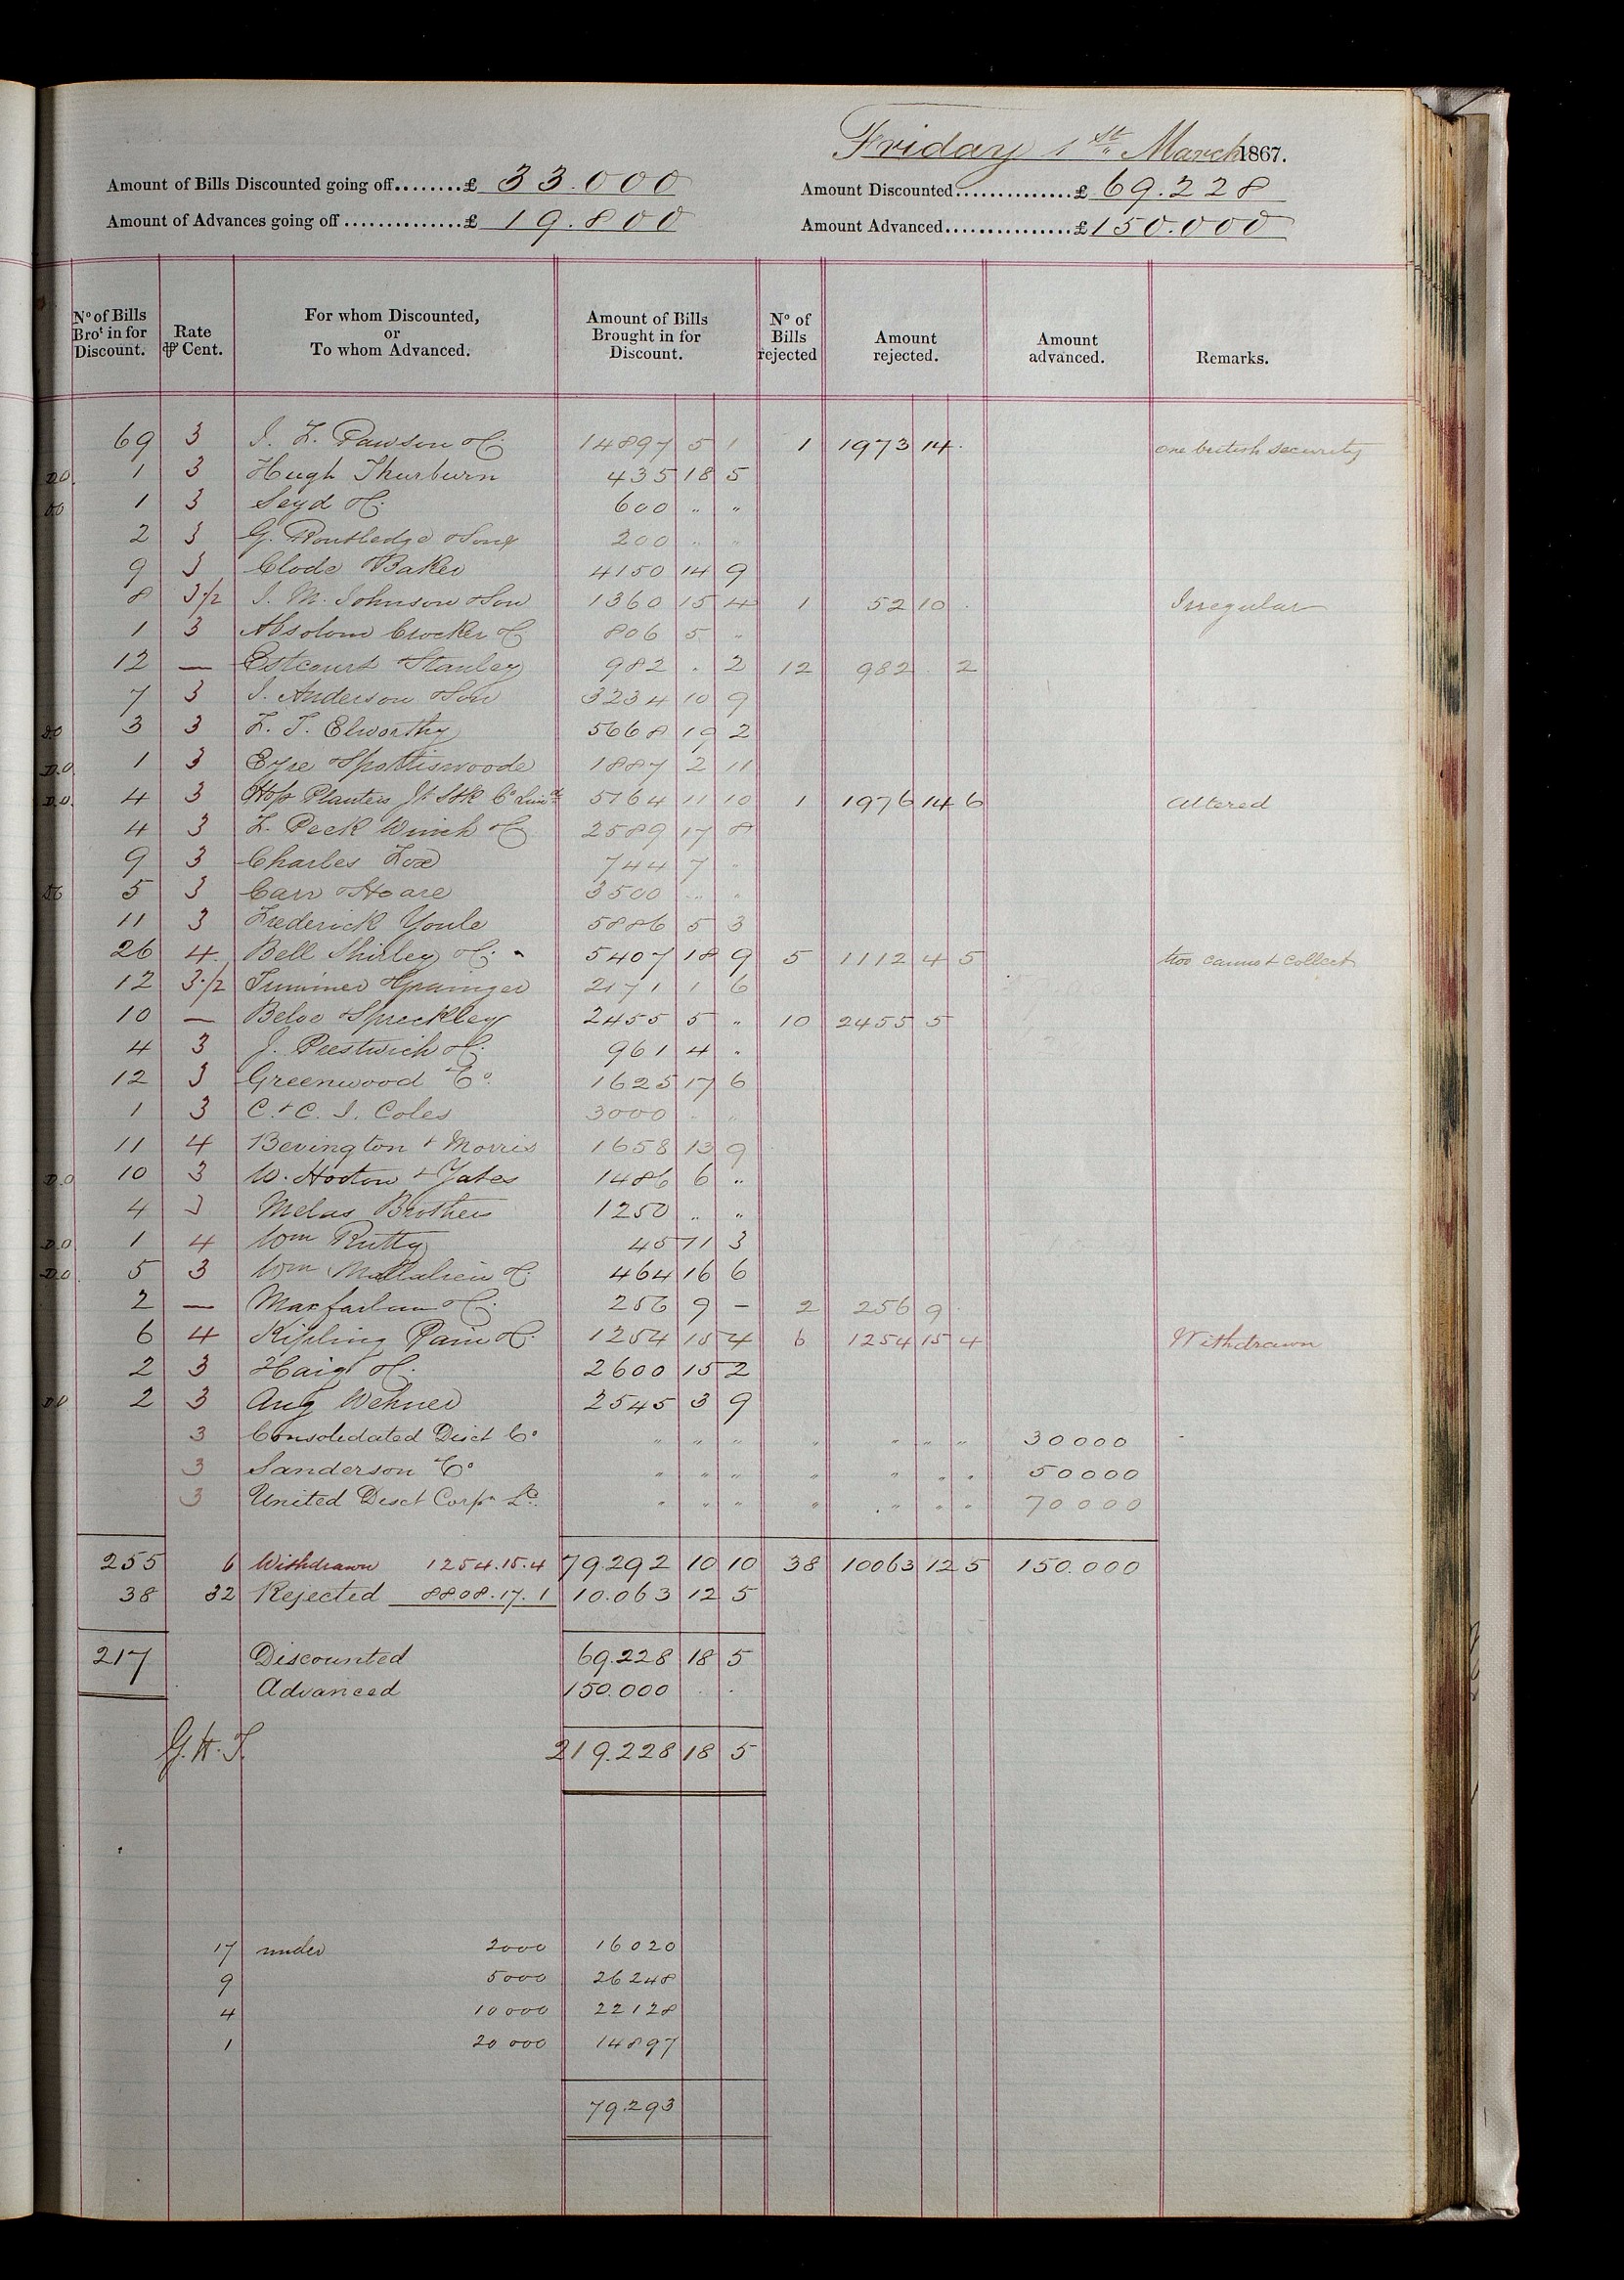 Friday 1st March 1867.
Amount of Bills Discounted going off........£ 33.000
Amount Discounted..............£ 69.228
Amount of Advances going off ..............£ 19.800
Amount Advanced................£ 150.000
No of Bills Brot in for Discount. Rate ⅌ Cent. For whom Discounted, or To whom Advanced. Amount of Bills Brought in for Discount. No of Bills rejected Amount rejected. Amount advanced. Remarks.
69 3 J. F. Pawson & Co. 14897 5 1 1 1973 14 . one british security
DO. 1 3 Hugh Thurburn 435 18 5
DO 1 3 Seyd & Co. 600 " "
2 3 G. Routledge & Sons 200 " "
9 3 Clode & Baker 4150 14 9
8 3½ J. M. Johnson & Son 1360 15 4 1 52 10 . Irregular
1 3 Absolom Crocker & Co 806 5 "
12 — Estcourt & Stanley 982 . 2 12 982 . 2
7 3 J. Anderson & Son 3234 10 9
DO 3 3 F. T. Elworthy 5668 19 2
D.O 1 3 Eyre & Spottiswoode 1887 2 11
D.O. 4 3 Hop Planters Jt Stk Co Limd 5764 11 10 1 1976 14 6 altered
4 3 F. Peek Winch & Co 2589 17 8
9 3 Charles Fox 744 7 "
DO 5 3 Carr & Hoare 3500 " "
11 3 Frederick Youle 5886 5 3
26 4 Bell Shirley & Co. 5407 18 9 5 1112 4 5 two cannot collect
12 3½ & Grainger 2171 1 6
10 — Beloe & Spreckley 2455 5 " 10 2455 5
4 3 J. Prestwich & Co. 961 4 "
12 3 Greenwood & Co. 1625 17 6
1 3 C. & C. J. Coles 3000 " "
11 4 Bevington & Morris 1658 13 9
D.O 10 3 W. Hooton & Yates 1486 6 "
4 3 Melas Brothers 1250 " "
D.O 1 4 Wm Rutty 45 11 3
D.O 5 3 Wm Mallalieu & Co. 464 16 6
2 — Macfarlane & Co. 256 9 — 2 256 9 .
6 4 Kipling Pain & Co. 1254 15 4 6 1254 15 4 Withdrawn
2 3 Haig & Co. 2600 15 2
DO 2 3 Aug Wehner 2545 3 9
3 Consolidated Disct Co " " " " " " " 30000
3 Sanderson & Co " " " " " " " 50000
3 United Disct Corpn Ld. " " " " " " " 70000
255 6 Withdrawn 1254.15.4 79.292 10 10 38 10063 12 5 150.000
38 32 Rejected 8808.17.1 10.063 12 5
217 Discounted 69.228 18 5
Advanced 150.000 . .
G.H.T. 219.228 18 5
17 under 2000 16020
9 5000 26248
4 10000 22128
1 20000 14897
79.293